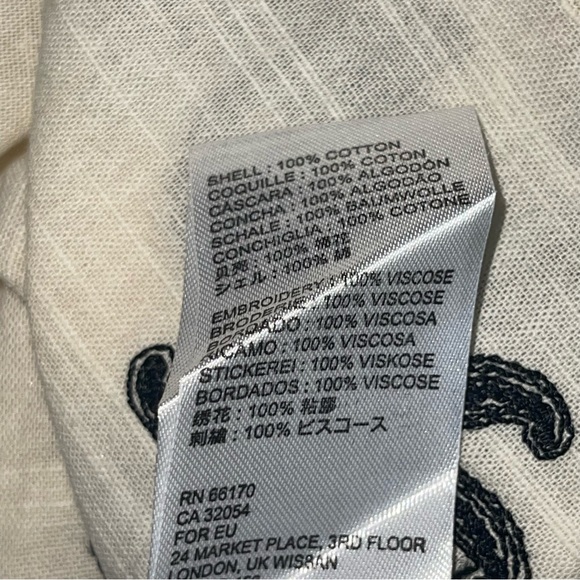 SHELL : 100% COTTON
COQUILLE : 100% COTON
CÁSCARA : 100% ALGODÓN
CONCHA : 100% ALGODÃO
SCHALE : 100% BAUMWOLLE
CONCHIGLIA : 100% COTONE
贝壳 : 100% 棉花
シェル : 100% 綿
EMBROIDERY : 100% VISCOSE
BRODERIE : 100% VISCOSE
BORDADO : 100% VISCOSA
RICAMO : 100% VISCOSA
STICKEREI : 100% VISKOSE
BORDADOS : 100% VISCOSE
绣花 : 100% 粘膠
刺繍 : 100% ビスコース
RN 66170
CA 32054
FOR EU
24 MARKET PLACE, 3RD FLOOR
LONDON, UK W1S8AN